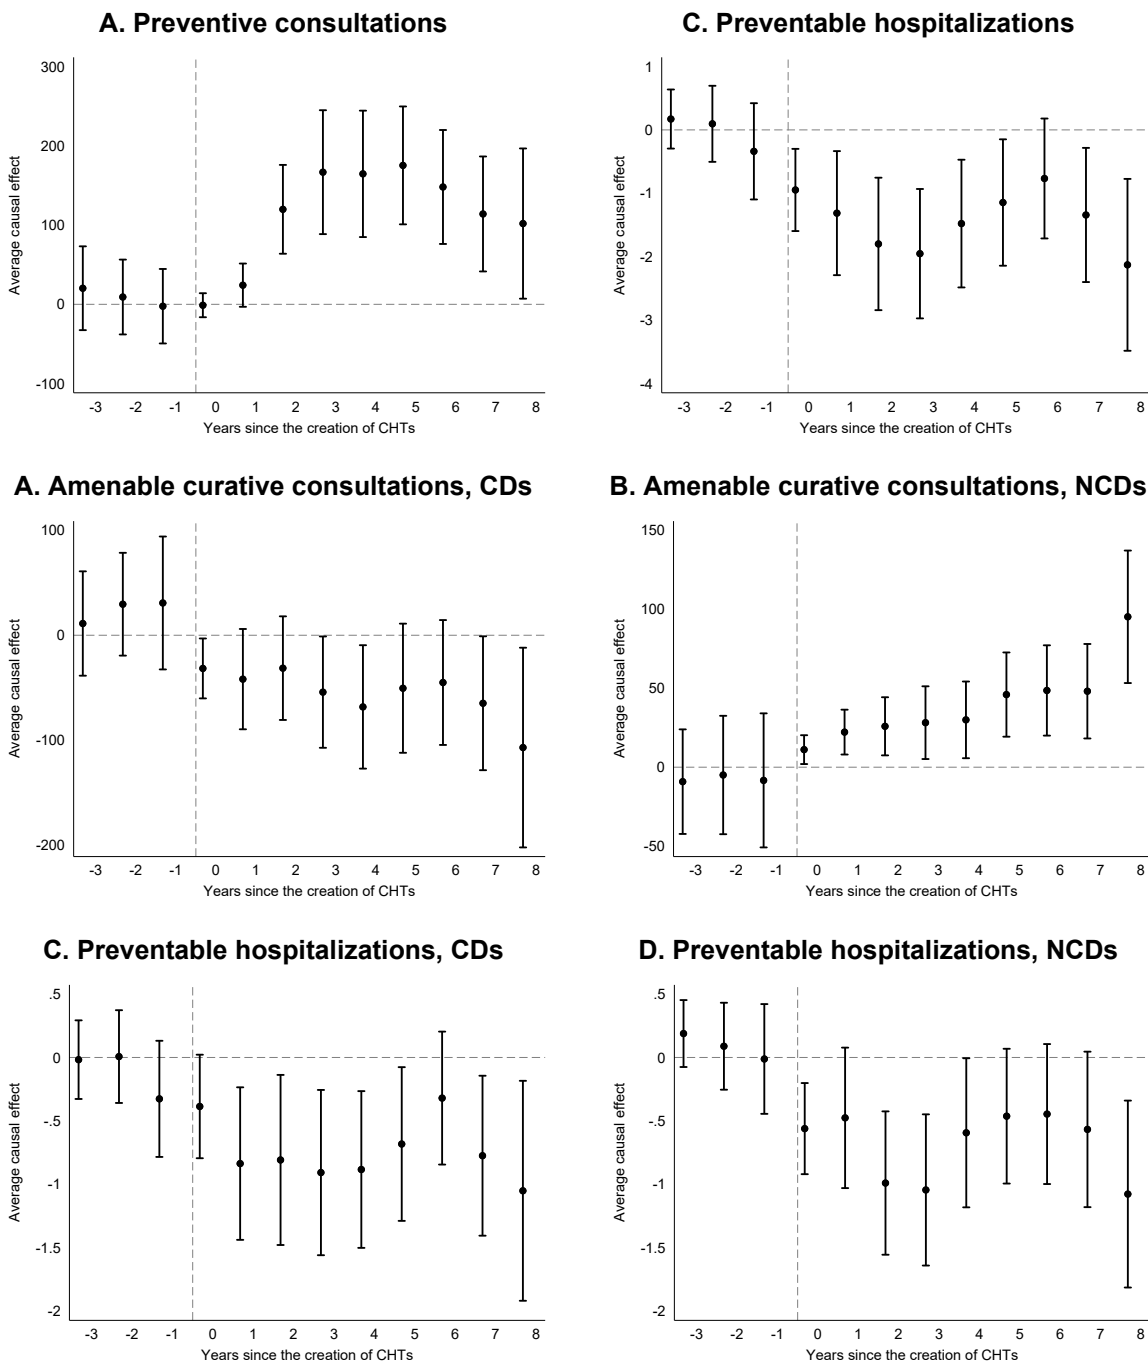 A. Preventive consultations
300
200
100
0
-100
Average causal effect
-3 -2 -1 0 1 2 3 4 5 6 7 8
Years since the creation of CHTs
C. Preventable hospitalizations
1
0
-1
-2
-3
-4
Average causal effect
-3 -2 -1 0 1 2 3 4 5 6 7 8
Years since the creation of CHTs
A. Amenable curative consultations, CDs
100
0
-100
-200
Average causal effect
-3 -2 -1 0 1 2 3 4 5 6 7 8
Years since the creation of CHTs
B. Amenable curative consultations, NCDs
150
100
50
0
-50
Average causal effect
-3 -2 -1 0 1 2 3 4 5 6 7 8
Years since the creation of CHTs
C. Preventable hospitalizations, CDs
.5
0
-.5
-1
-1.5
-2
Average causal effect
-3 -2 -1 0 1 2 3 4 5 6 7 8
Years since the creation of CHTs
D. Preventable hospitalizations, NCDs
.5
0
-.5
-1
-1.5
-2
Average causal effect
-3 -2 -1 0 1 2 3 4 5 6 7 8
Years since the creation of CHTs